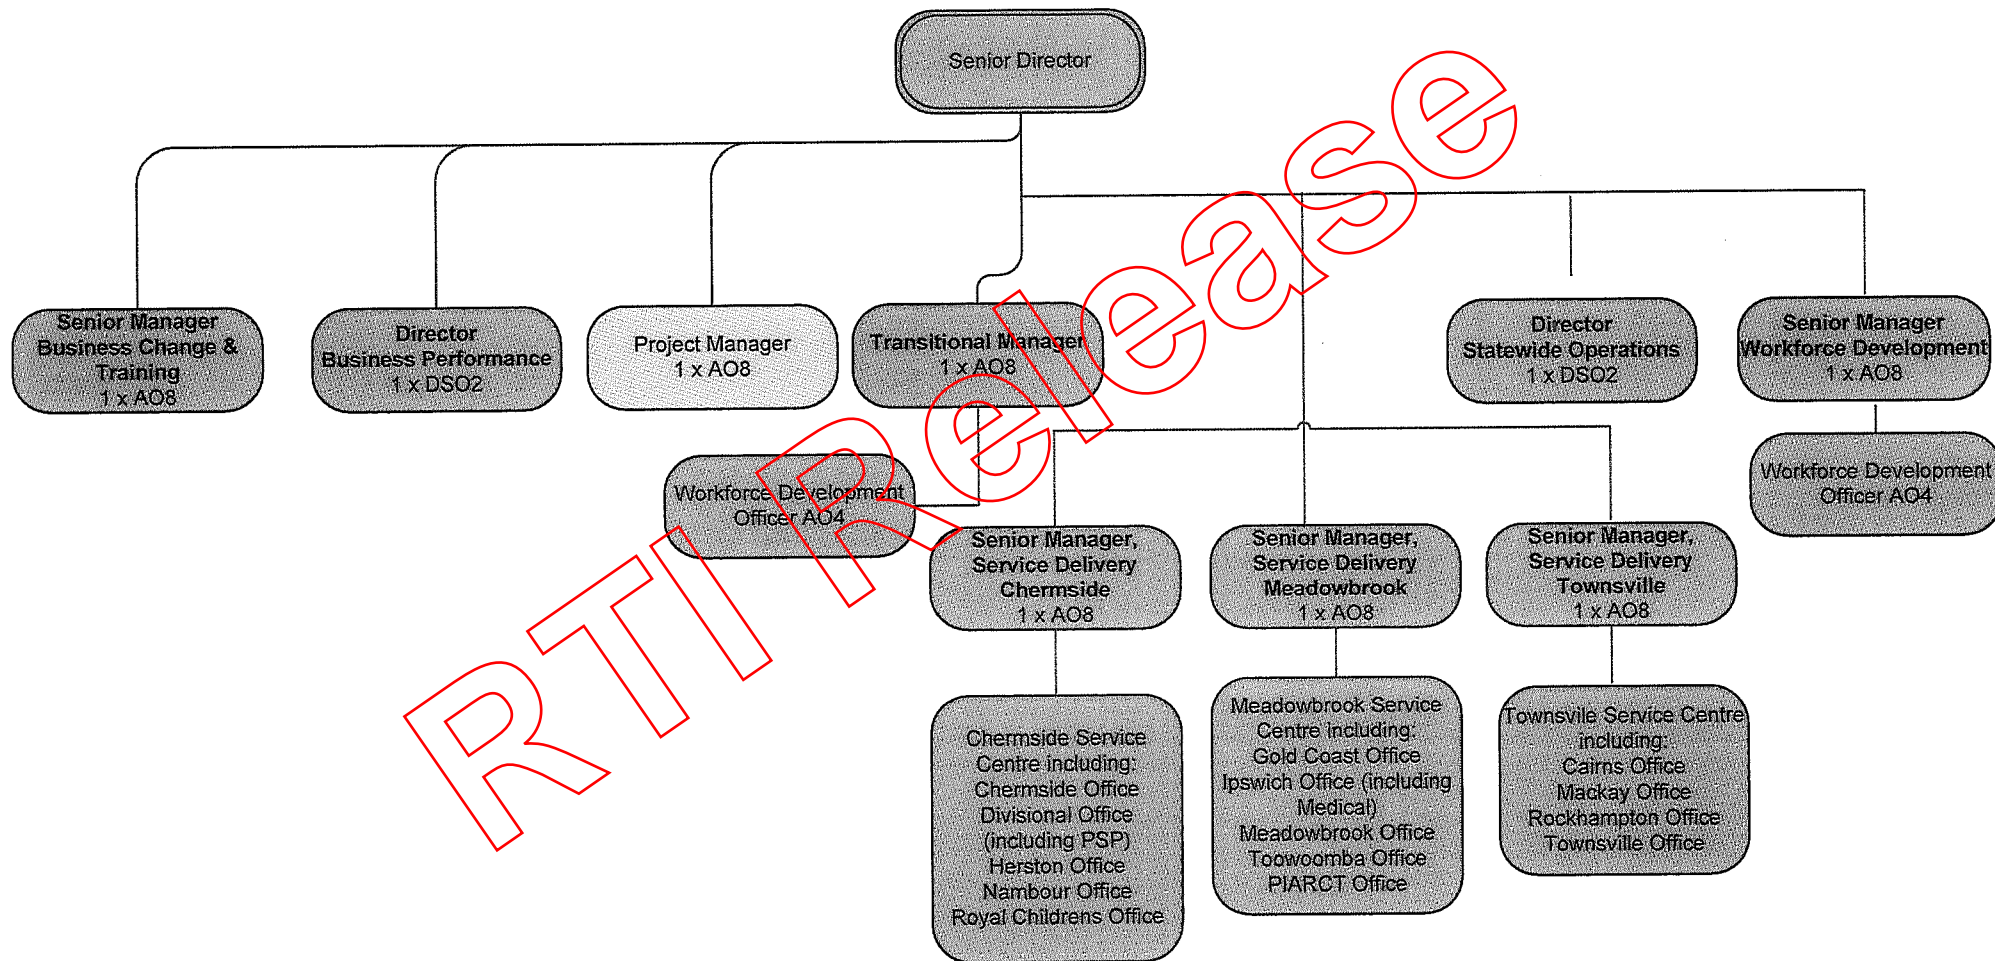 Senior Director
Senior Manager
Business Change &
Training
1 x AO8
Director
Business Performance
1 x DSO2
Project Manager
1 x AO8
Transitional Manager
1 x AO8
Director
Statewide Operations
1 x DSO2
Senior Manager
Workforce Development
1 x AO8
Workforce Development
Officer AO4
Workforce Development
Officer AO4
Senior Manager,
Service Delivery
Chermside
1 x AO8
Senior Manager,
Service Delivery
Meadowbrook
1 x AO8
Senior Manager,
Service Delivery
Townsville
1 x AO8
Chermside Service
Centre including:
Chermside Office
Divisional Office
(including PSP)
Herston Office
Nambour Office
Royal Childrens Office
Meadowbrook Service
Centre including:
Gold Coast Office
Ipswich Office (including
Medical)
Meadowbrook Office
Toowoomba Office
PIARCT Office
Townsvile Service Centre
including:
Cairns Office
Mackay Office
Rockhampton Office
Townsville Office
RTI Release